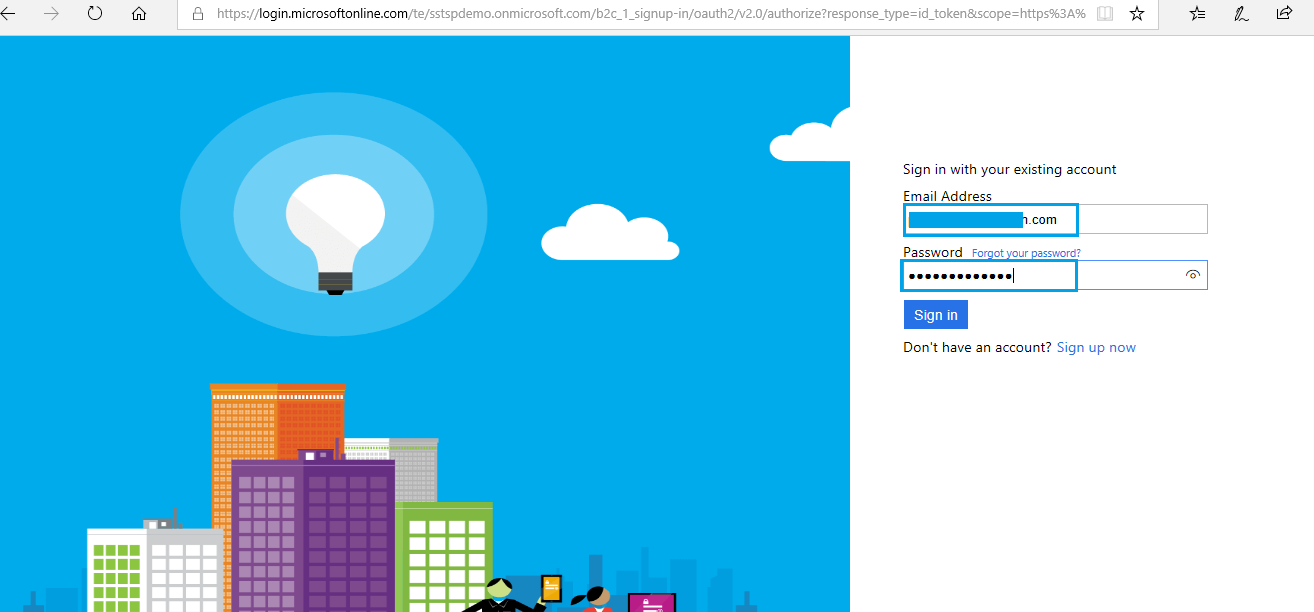 https://login.microsoftonline.com/te/sstspdemo.onmicrosoft.com/b2c_1_signup-in/oauth2/v2.0/authorize?response_type=id_token&scope=https%3A%
Sign in with your existing account
Email Address
.com
Password Forgot your password?
•••••••••••••
Sign in
Don't have an account? Sign up now